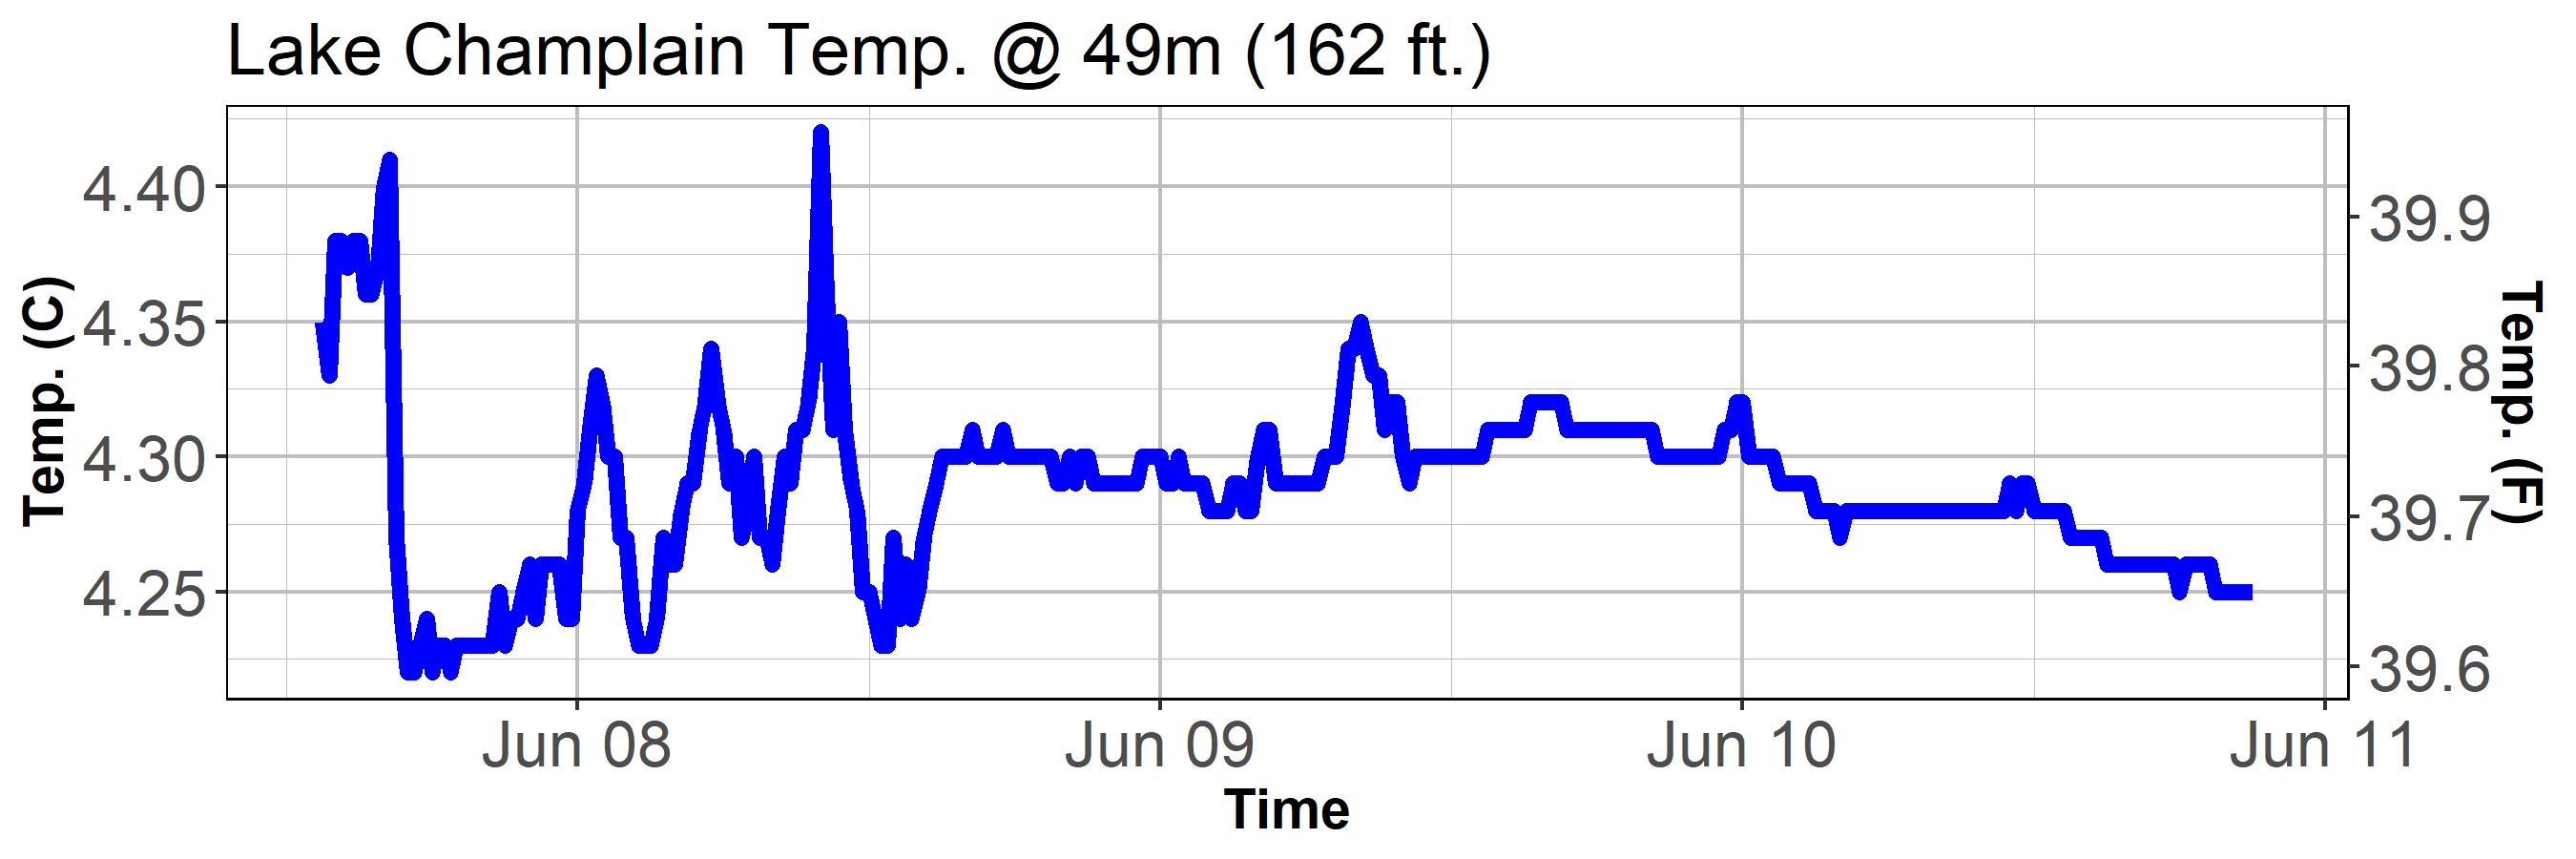 Lake Champlain Temp. @ 49m (162 ft.)
Temp. (C)
4.40
4.35
4.30
4.25
39.9
39.8
39.7
39.6
Temp. (F)
Jun 08 Jun 09 Jun 10 Jun 11
Time